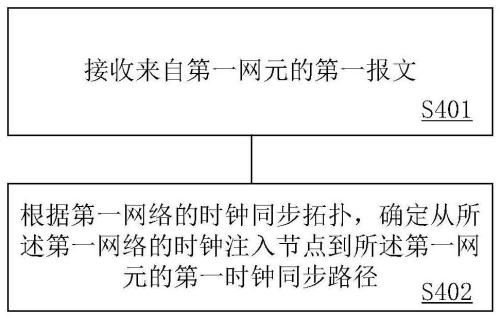 接收来自第一网元的第一报文
S401
根据第一网络的时钟同步拓扑，确定从所
述第一网络的时钟注入节点到所述第一网
元的第一时钟同步路径
S402